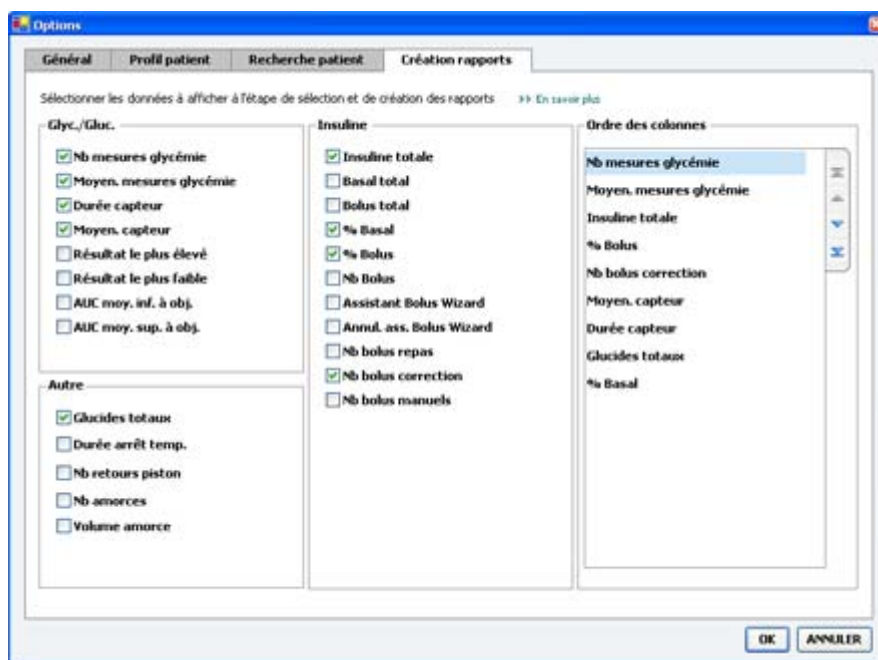 Options
Général
Profil patient
Recherche patient
Création rapports
Sélectionner les données à afficher à l'étape de sélection et de création des rapports
En savoir plus
Glyc./Gluc.
Nb mesures glycémie
Moyen. mesures glycémie
Durée capteur
Moyen. capteur
Résultat le plus élevé
Résultat le plus faible
AUC moy. inf. à obj.
AUC moy. sup. à obj.
Autre
Glucides totaux
Durée arrêt temp.
Nb retours piston
Nb amorces
Volume amorce
Insuline
Insuline totale
Basal total
Bolus total
% Basal
% Bolus
Nb Bolus
Assistant Bolus Wizard
Annul. ass. Bolus Wizard
Nb bolus repas
Nb bolus correction
Nb bolus manuels
Ordre des colonnes
Nb mesures glycémie
Moyen. mesures glycémie
Insuline totale
% Bolus
Nb bolus correction
Moyen. capteur
Durée capteur
Glucides totaux
% Basal
OK
ANNULER